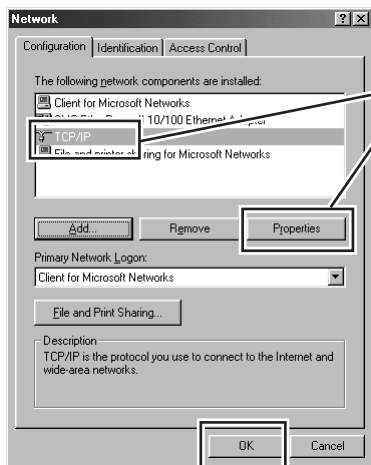 Network
Configuration Identification Access Control
The following network components are installed:
Client for Microsoft Networks
10/100 Ethernet
TCP/IP
File and printer sharing for Microsoft Networks
Add... Remove Properties
Primary Network Logon:
Client for Microsoft Networks
File and Print Sharing...
Description
TCP/IP is the protocol you use to connect to the Internet and
wide-area networks.
OK Cancel